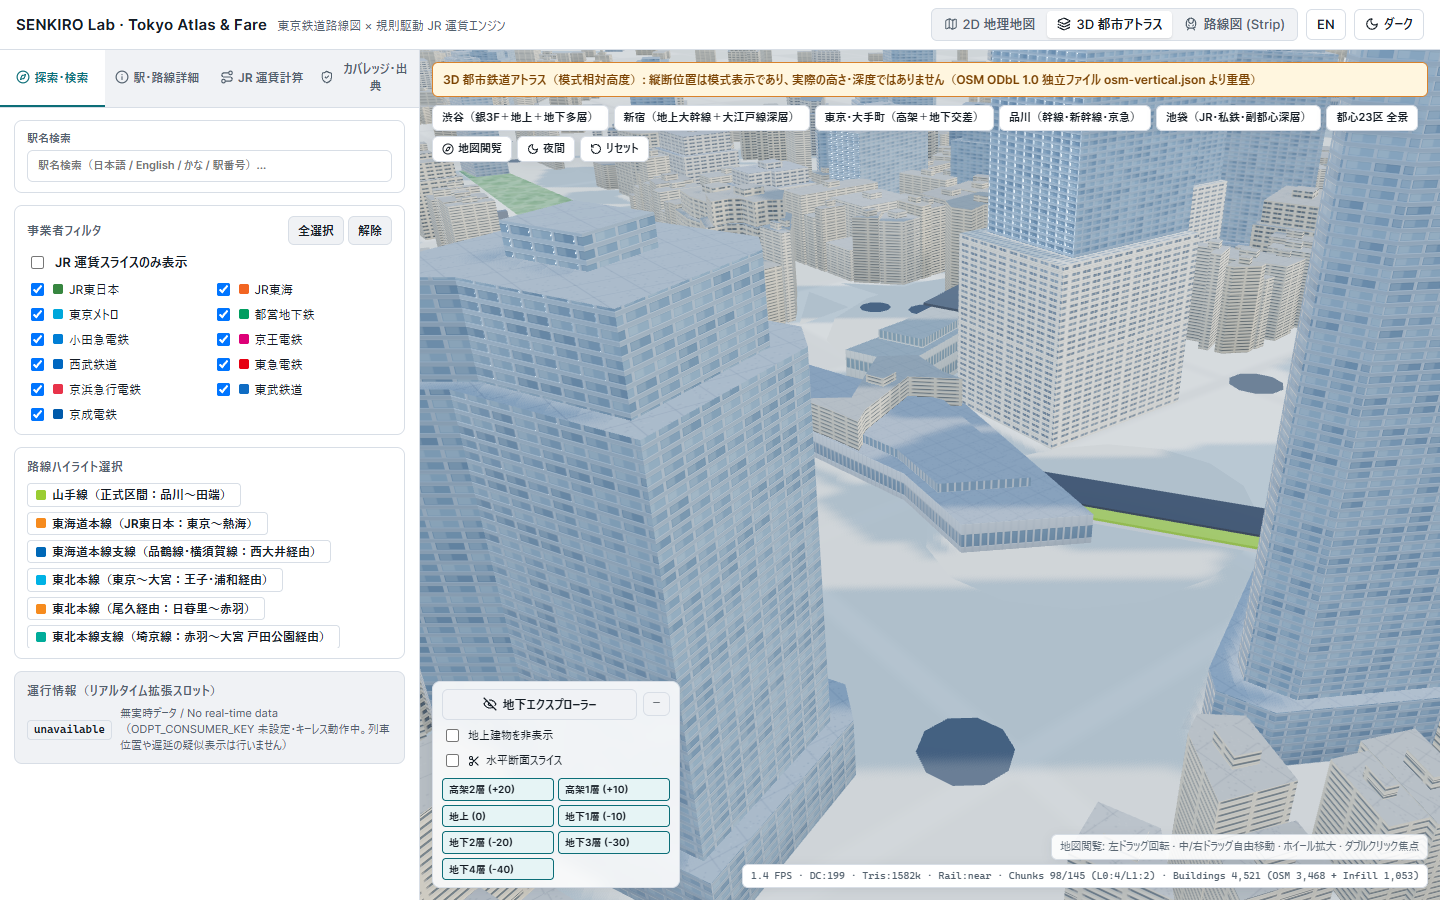 SENKIRO Lab · Tokyo Atlas & Fare 東京鉄道路線図 × 規則駆動 JR 運賃エンジン
2D 地理地図 3D 都市アトラス 路線図 (Strip) EN ダーク
探索・検索 駅・路線詳細 JR 運賃計算 カバレッジ・出典
駅名検索
駅名検索（日本語 / English / かな / 駅番号）...
事業者フィルタ 全選択 解除
JR 運賃スライスのみ表示
JR東日本 JR東海
東京メトロ 都営地下鉄
小田急電鉄 京王電鉄
西武鉄道 東急電鉄
京浜急行電鉄 東武鉄道
京成電鉄
路線ハイライト選択
山手線（正式区間：品川〜田端）
東海道本線（JR東日本：東京〜熱海）
東海道本線支線（品鶴線・横須賀線：西大井経由）
東北本線（東京〜大宮：王子・浦和経由）
東北本線（尾久経由：日暮里〜赤羽）
東北本線支線（埼京線：赤羽〜大宮 戸田公園経由）
運行情報（リアルタイム拡張スロット）
unavailable
無実時データ / No real-time data
（ODPT_CONSUMER_KEY 未設定・キーレス動作中。列車
位置や遅延の疑似表示は行いません）
3D 都市鉄道アトラス（模式相対高度）: 縦断位置は模式表示であり、実際の高さ・深度ではありません（OSM ODbL 1.0 独立ファイル osm-vertical.json より重畳）
渋谷（銀3F＋地上＋地下多層） 新宿（地上大幹線＋大江戸線深層） 東京・大手町（高架＋地下交差） 品川（幹線・新幹線・京急） 池袋（JR・私鉄・副都心深層） 都心23区 全景
地図閲覧 夜間 リセット
地下エクスプローラー −
地上建物を非表示
水平断面スライス
高架2層 (+20) 高架1層 (+10)
地上 (0) 地下1層 (-10)
地下2層 (-20) 地下3層 (-30)
地下4層 (-40)
地図閲覧: 左ドラッグ回転 · 中/右ドラッグ自由移動 · ホイール拡大 · ダブルクリック焦点
1.4 FPS · DC:199 · Tris:1582k · Rail:near · Chunks 98/145 (L0:4/L1:2) · Buildings 4,521 (OSM 3,468 + Infill 1,053)